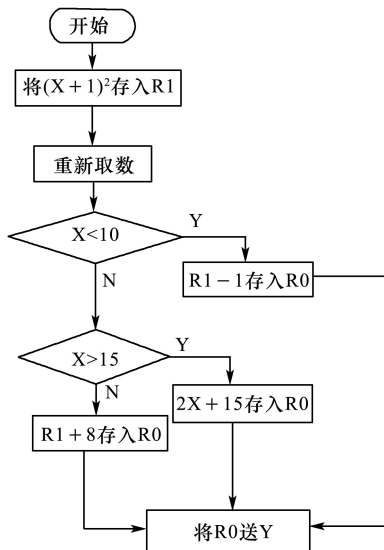 开始
将(X+1)²存入R1
重新取数
X<10
Y
N
R1-1存入R0
X>15
Y
N
2X+15存入R0
R1+8存入R0
将R0送Y